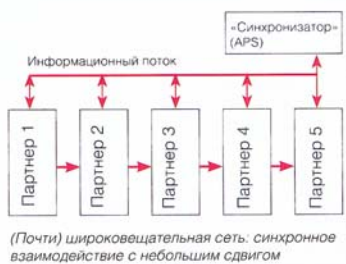 «Синхронизатор»
(APS)
Информационный поток
Партнер 1
Партнер 2
Партнер 3
Партнер 4
Партнер 5
(Почти) широковещательная сеть: синхронное
взаимодействие с небольшим сдвигом